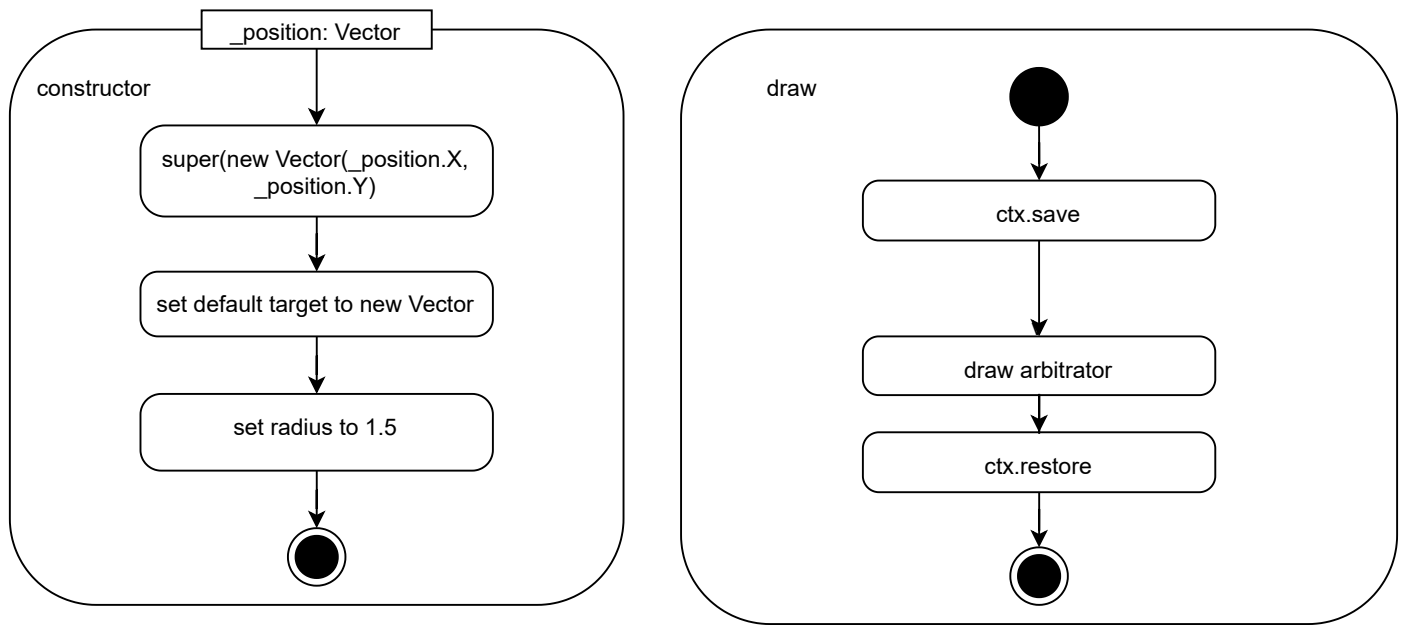 _position: Vector
constructor
super(new Vector(_position.X,
_position.Y)
set default target to new Vector
set radius to 1.5
draw
ctx.save
draw arbitrator
ctx.restore